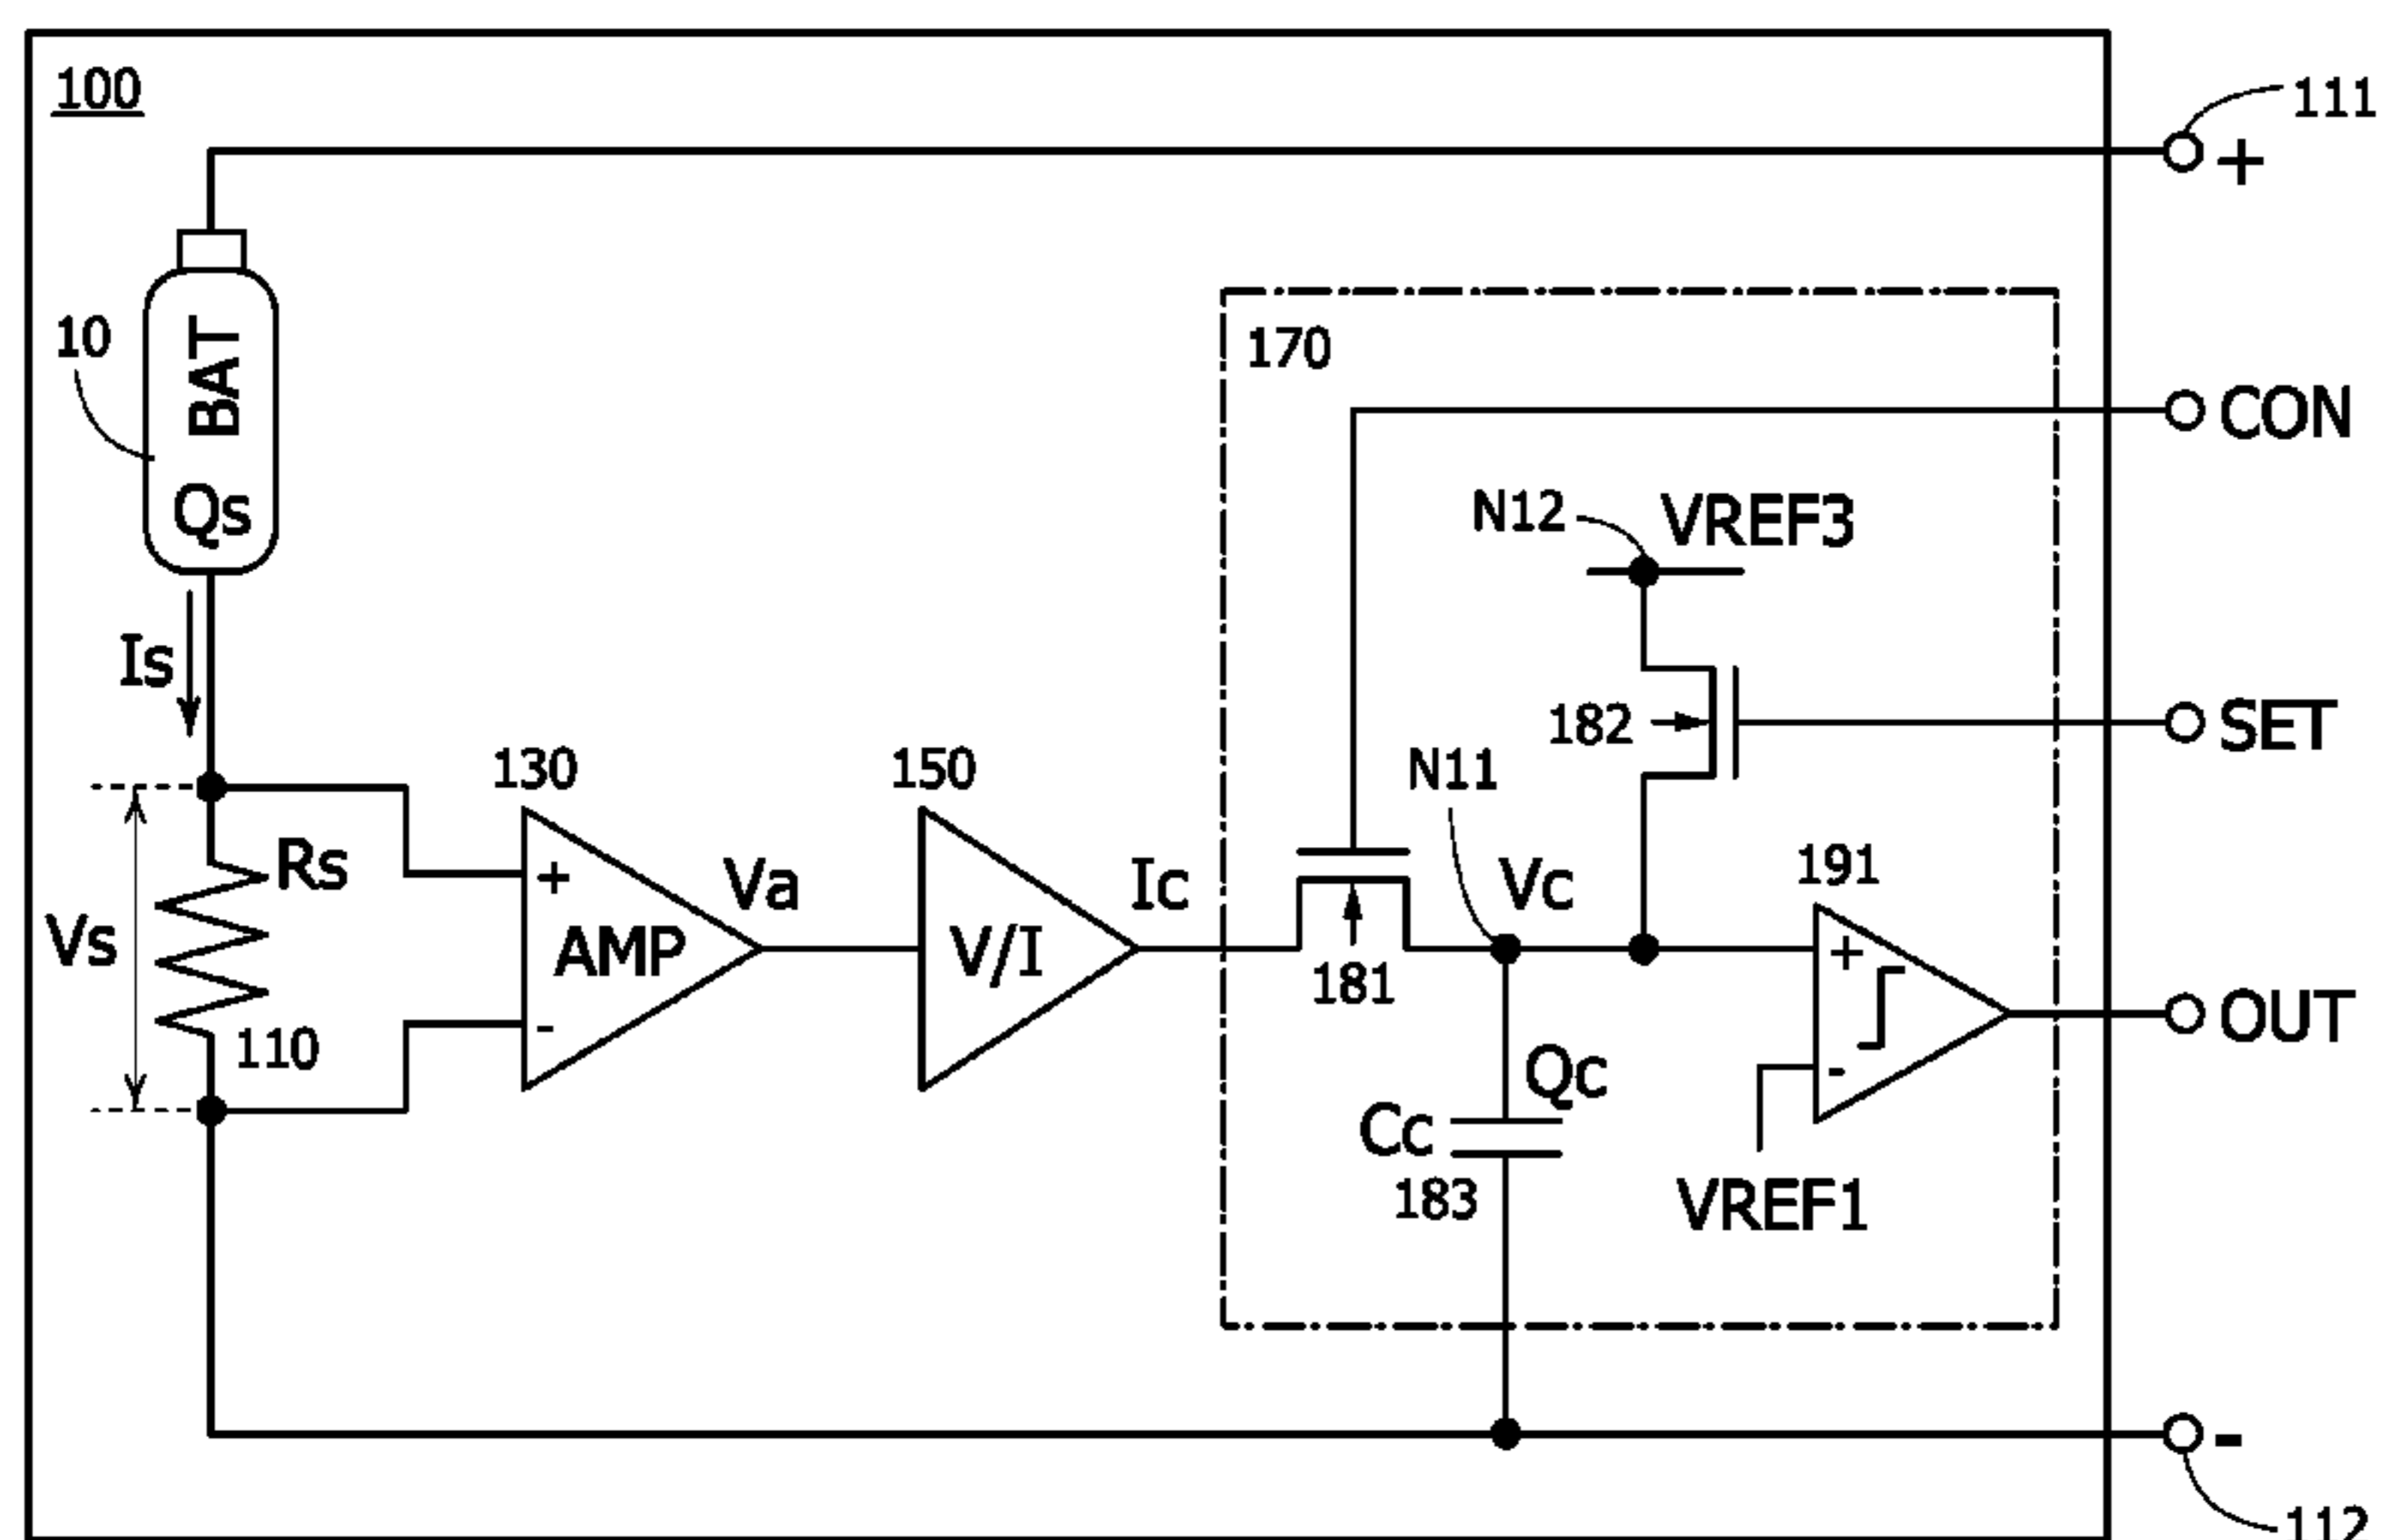 100
111
+
10
BAT
Qs
170
CON
N12
VREF3
Is
182
SET
130
150
N11
Rs
Vs
+
AMP
-
Va
V/I
Ic
181
Vc
191
+
-
OUT
110
Qc
Cc
183
VREF1
-
112